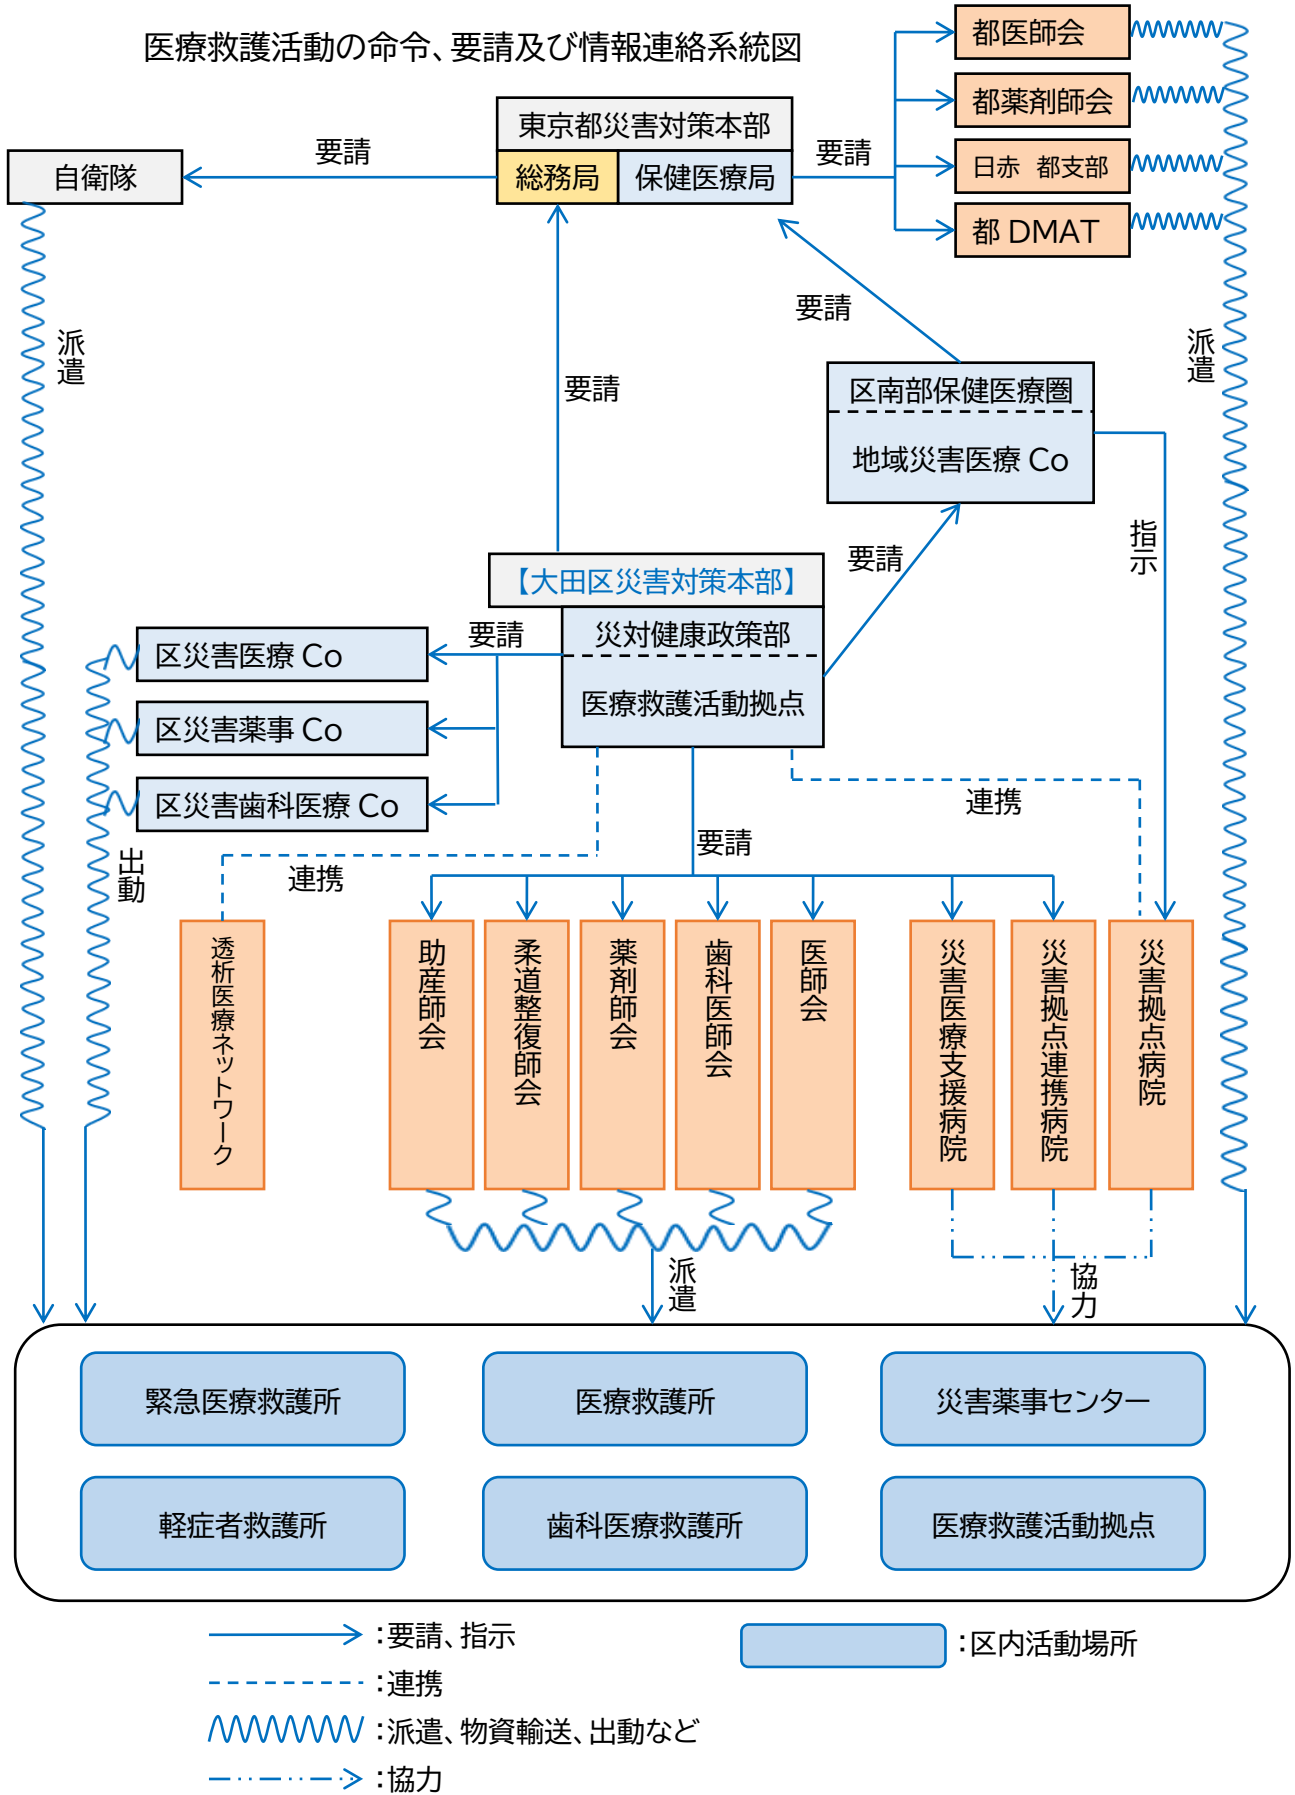 医療救護活動の命令、要請及び情報連絡系統図
都医師会
都薬剤師会
日赤　都支部
都 DMAT
東京都災害対策本部
総務局
保健医療局
要請
要請
自衛隊
派遣
要請
要請
派遣
区南部保健医療圏
地域災害医療 Co
指示
要請
【大田区災害対策本部】
災対健康政策部
医療救護活動拠点
要請
区災害医療 Co
区災害薬事 Co
区災害歯科医療 Co
出動
連携
要請
連携
透析医療ネットワーク
助産師会
柔道整復師会
薬剤師会
歯科医師会
医師会
災害医療支援病院
災害拠点連携病院
災害拠点病院
派遣
協力
緊急医療救護所
医療救護所
災害薬事センター
軽症者救護所
歯科医療救護所
医療救護活動拠点
：要請、指示
：区内活動場所
：連携
：派遣、物資輸送、出動など
：協力